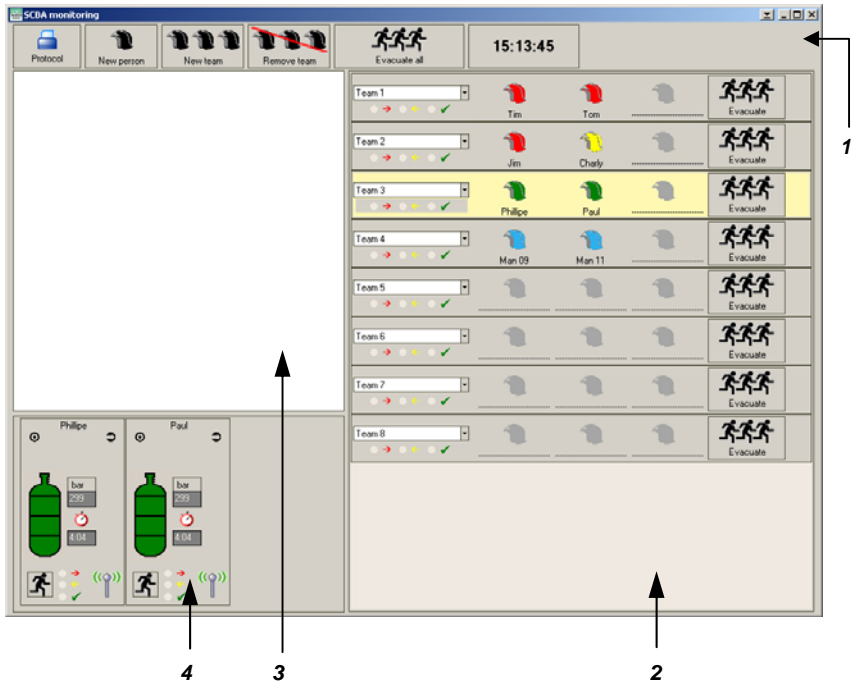 SCBA monitoring
Protocol New person New team Remove team Evacuate all 15:13:45
1
Team 1 Tim Tom Evacuate
Team 2 Jim Charly Evacuate
Team 3 Phillipe Paul Evacuate
Team 4 Man 09 Man 11 Evacuate
Team 5 Evacuate
Team 6 Evacuate
Team 7 Evacuate
Team 8 Evacuate
Phillipe Paul
bar bar
299 299
4:04 4:04
4 3 2